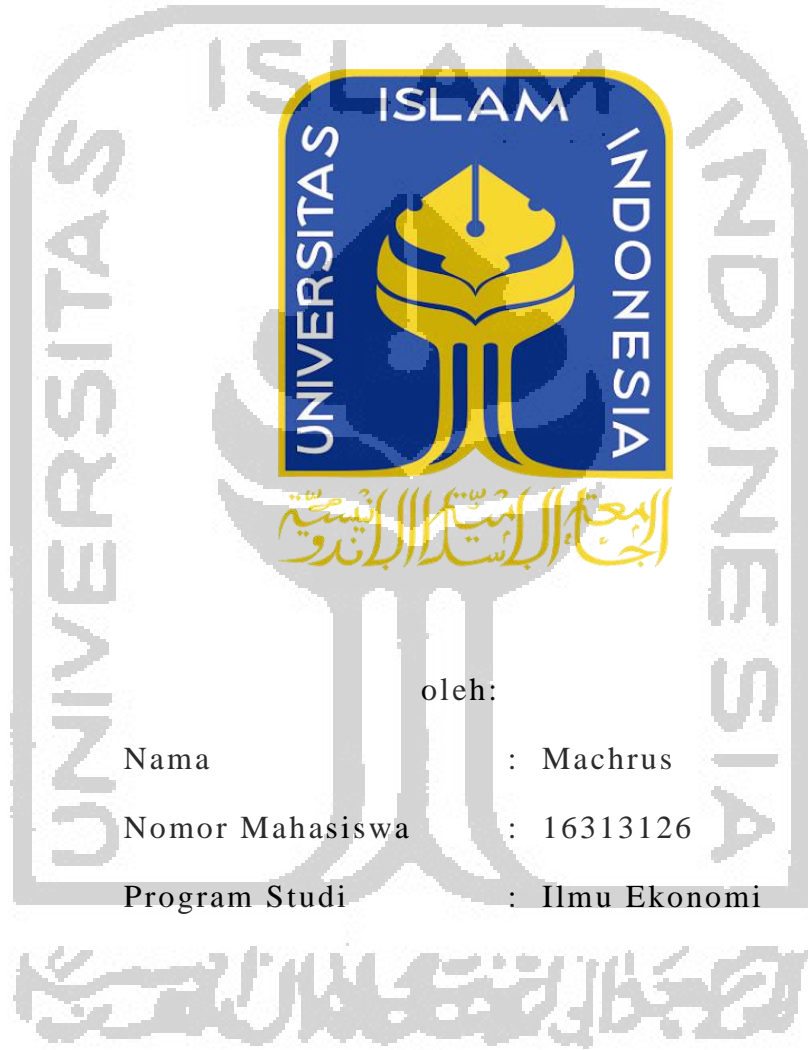 ISLAM
UNIVERSITAS
INDONESIA
oleh:
Nama : Machrus
Nomor Mahasiswa : 16313126
Program Studi : Ilmu Ekonomi